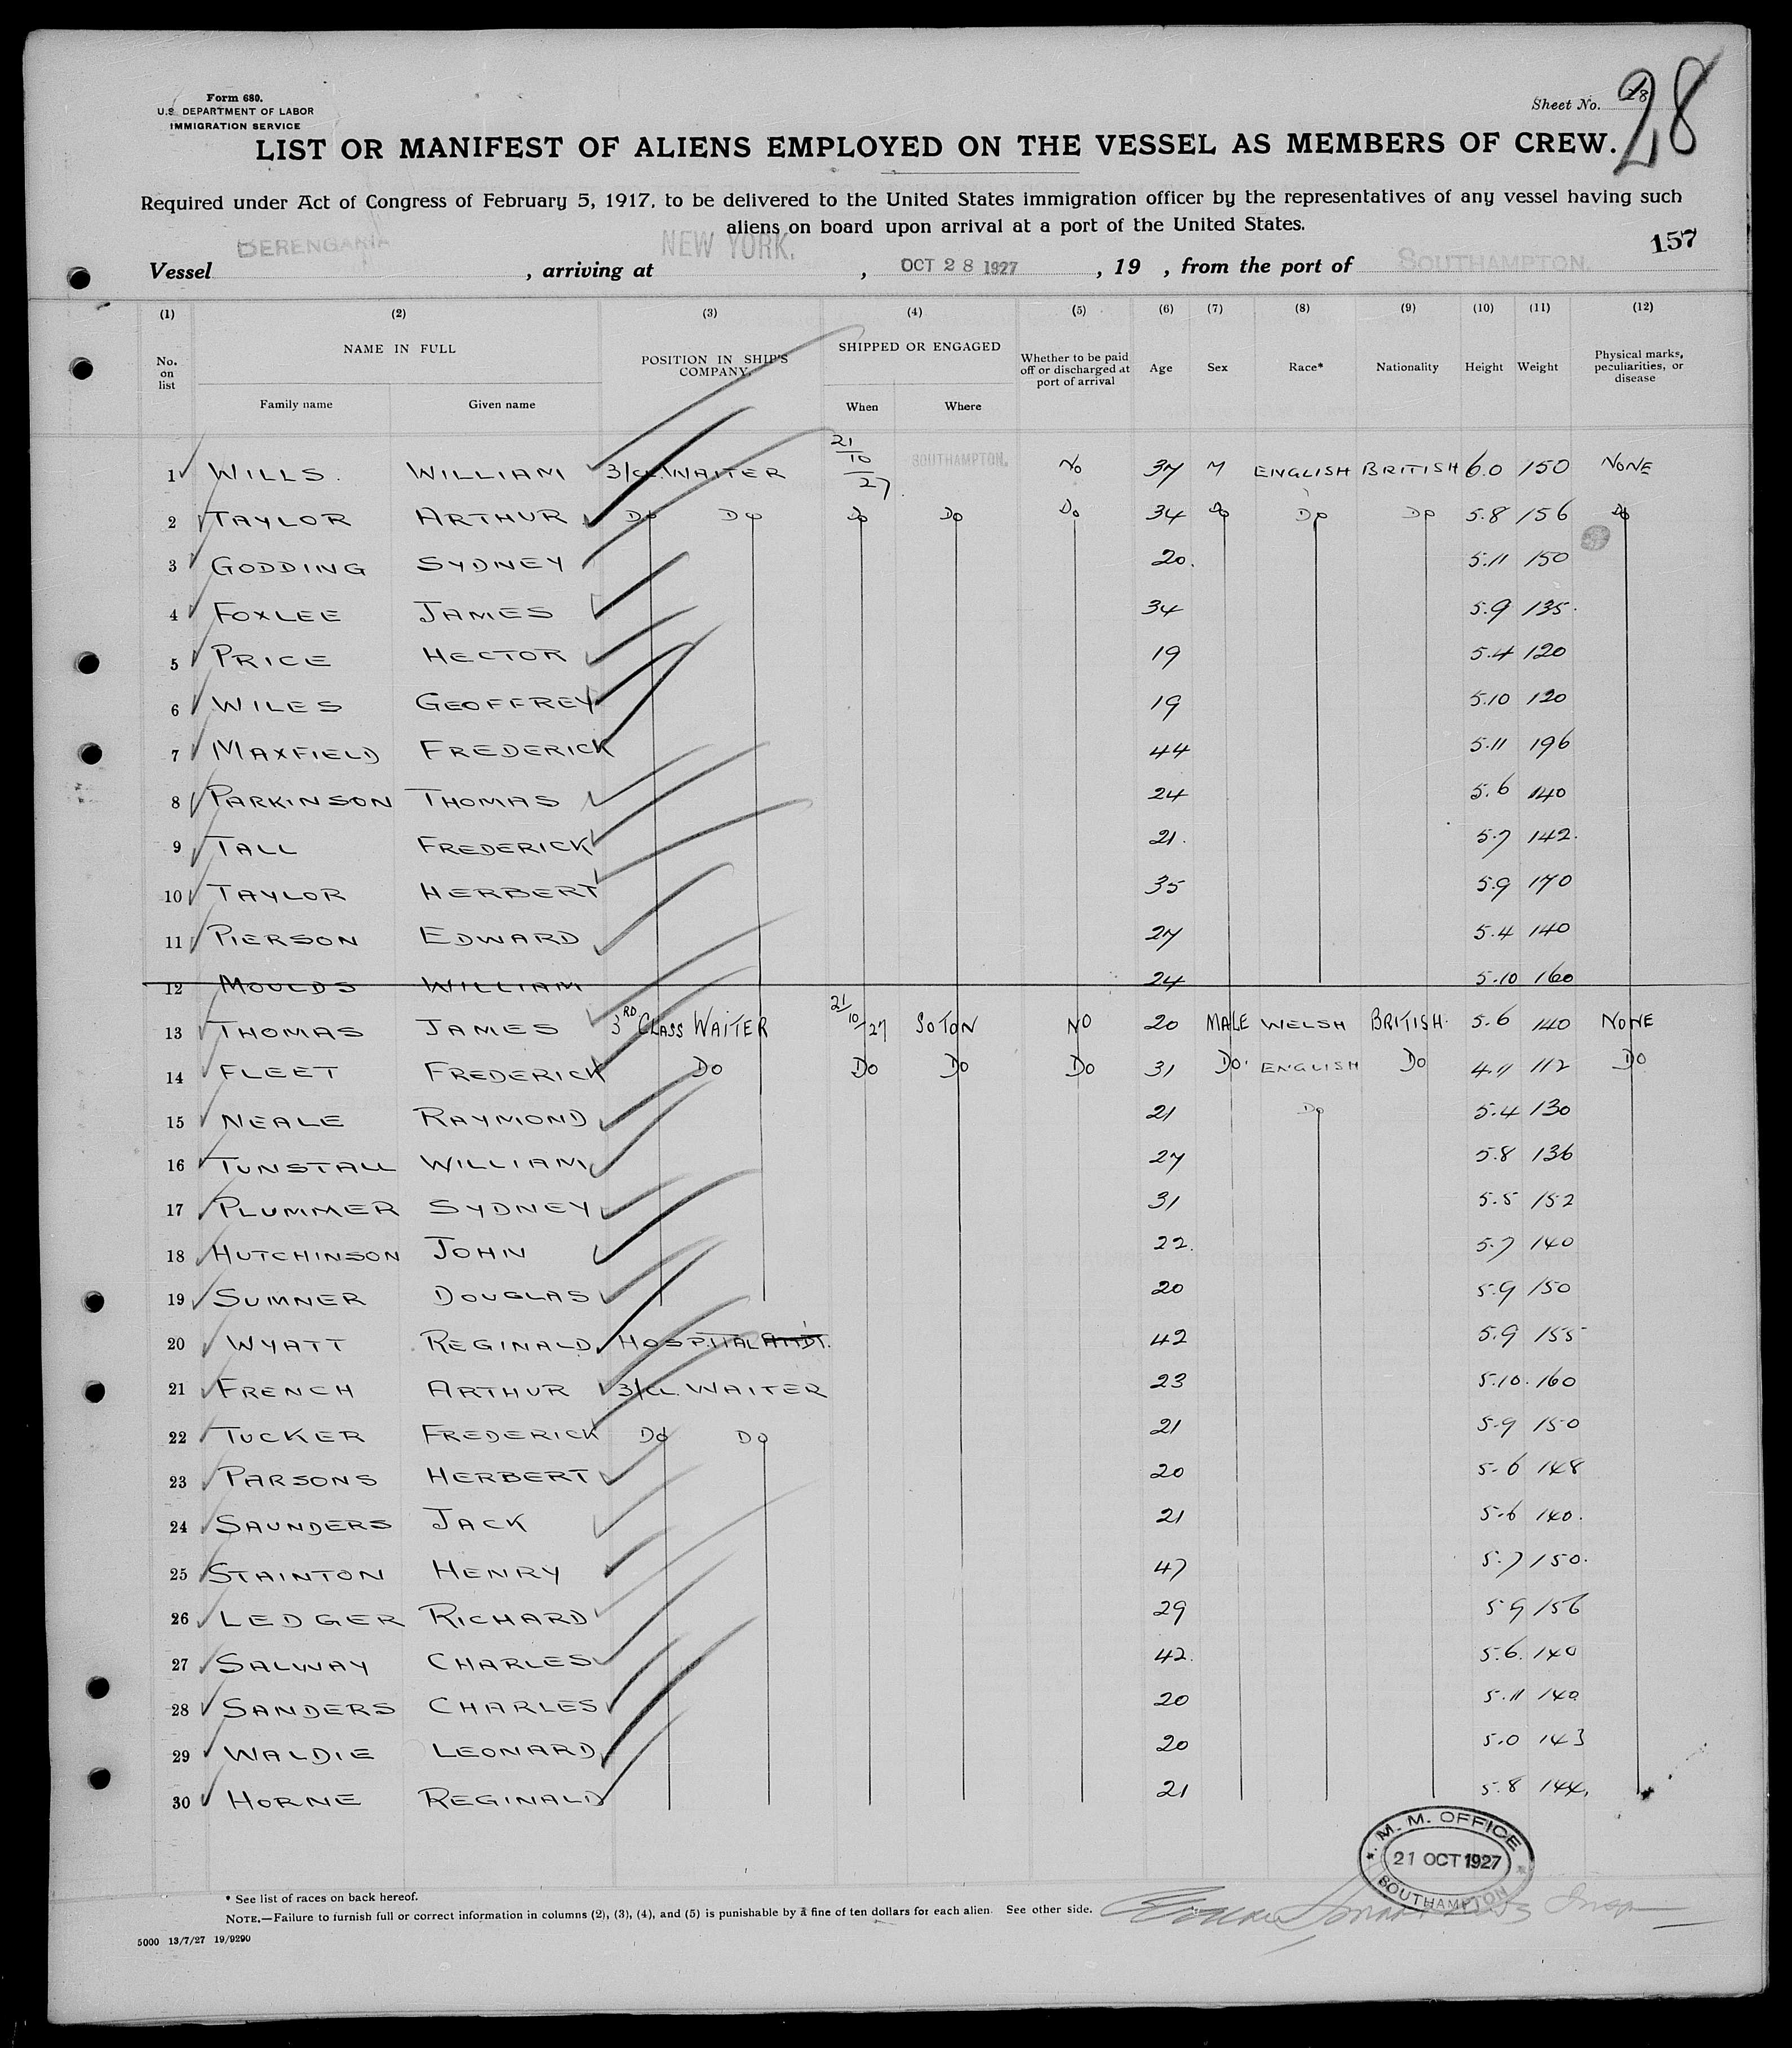 Form 680.
U.S. DEPARTMENT OF LABOR
IMMIGRATION SERVICE
Sheet No. 28
28
LIST OR MANIFEST OF ALIENS EMPLOYED ON THE VESSEL AS MEMBERS OF CREW.
Required under Act of Congress of February 5, 1917, to be delivered to the United States immigration officer by the representatives of any vessel having such
aliens on board upon arrival at a port of the United States.
157
Vessel BERENGARIA, arriving at NEW YORK., OCT 28 1927, 19 , from the port of SOUTHAMPTON.
(1) (2) (3) (4) (5) (6) (7) (8) (9) (10) (11) (12)
No. on list NAME IN FULL POSITION IN SHIP'S COMPANY. SHIPPED OR ENGAGED Whether to be paid off or discharged at port of arrival Age Sex Race* Nationality Height Weight Physical marks, peculiarities, or disease
Family name Given name When Where
1 WILLS. WILLIAM 3/CL. WAITER 21/10/27. SOUTHAMPTON. No 37 M ENGLISH BRITISH 6.0 150 NONE
2 TAYLOR ARTHUR Do Do Do Do Do 34 Do Do Do 5.8 156 Do
3 GODDING SYDNEY 20. 5.11 150
4 FOXLEE JAMES 34 5.9 135.
5 PRICE HECTOR 19 5.4 120
6 WILES GEOFFREY 19 5.10 120
7 MAXFIELD FREDERICK 44 5.11 196
8 PARKINSON THOMAS 24 5.6 140
9 TALL FREDERICK 21. 5.7 142.
10 TAYLOR HERBERT 35 5.9 170
11 PIERSON EDWARD 27 5.4 140
12 MOULDS WILLIAM 24 5.10 160
13 THOMAS JAMES 3RD CLASS WAITER 21/10/27 SOTON NO 20 MALE WELSH BRITISH. 5.6 140 NONE
14 FLEET FREDERICK Do Do Do Do 31 Do. ENGLISH Do 4.11 112 Do
15 NEALE RAYMOND 21 Do 5.4 130
16 TUNSTALL WILLIAM 27 5.8 136
17 PLUMMER SYDNEY 31 5.5 152
18 HUTCHINSON JOHN 22. 5.7 140
19 SUMNER DOUGLAS 20 5.9 150
20 WYATT REGINALD HOSPITAL ATTDT. 42 5.9 155
21 FRENCH ARTHUR 3/CL. WAITER 23 5.10. 160
22 TUCKER FREDERICK Do Do 21 5.9 150
23 PARSONS HERBERT 20 5.6 148
24 SAUNDERS JACK 21 5.6 140.
25 STAINTON HENRY 47 5.7 150.
26 LEDGER RICHARD 29 5.9 156
27 SALWAY CHARLES 42. 5.6. 140
28 SANDERS CHARLES 20 5.11 140
29 WALDIE LEONARD 20 5.0 143
30 HORNE REGINALD 21 5.8 144.
M. M. OFFICE
21 OCT 1927
SOUTHAMPTON
* See list of races on back hereof.
NOTE.—Failure to furnish full or correct information in columns (2), (3), (4), and (5) is punishable by a fine of ten dollars for each alien. See other side.
5000 13/7/27 19/9290